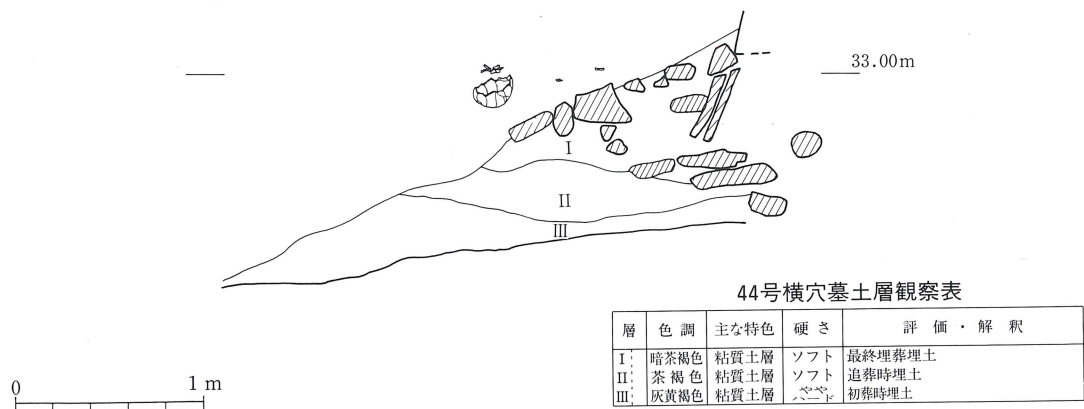 33.00m
I
II
III
44号横穴墓土層観察表
層 色調 主な特色 硬さ 評価・解釈
I 暗茶褐色 粘質土層 ソフト 最終埋葬埋土
II 茶褐色 粘質土層 ソフト 追葬時埋土
III 灰黄褐色 粘質土層 ややハード 初葬時埋土
0 1m